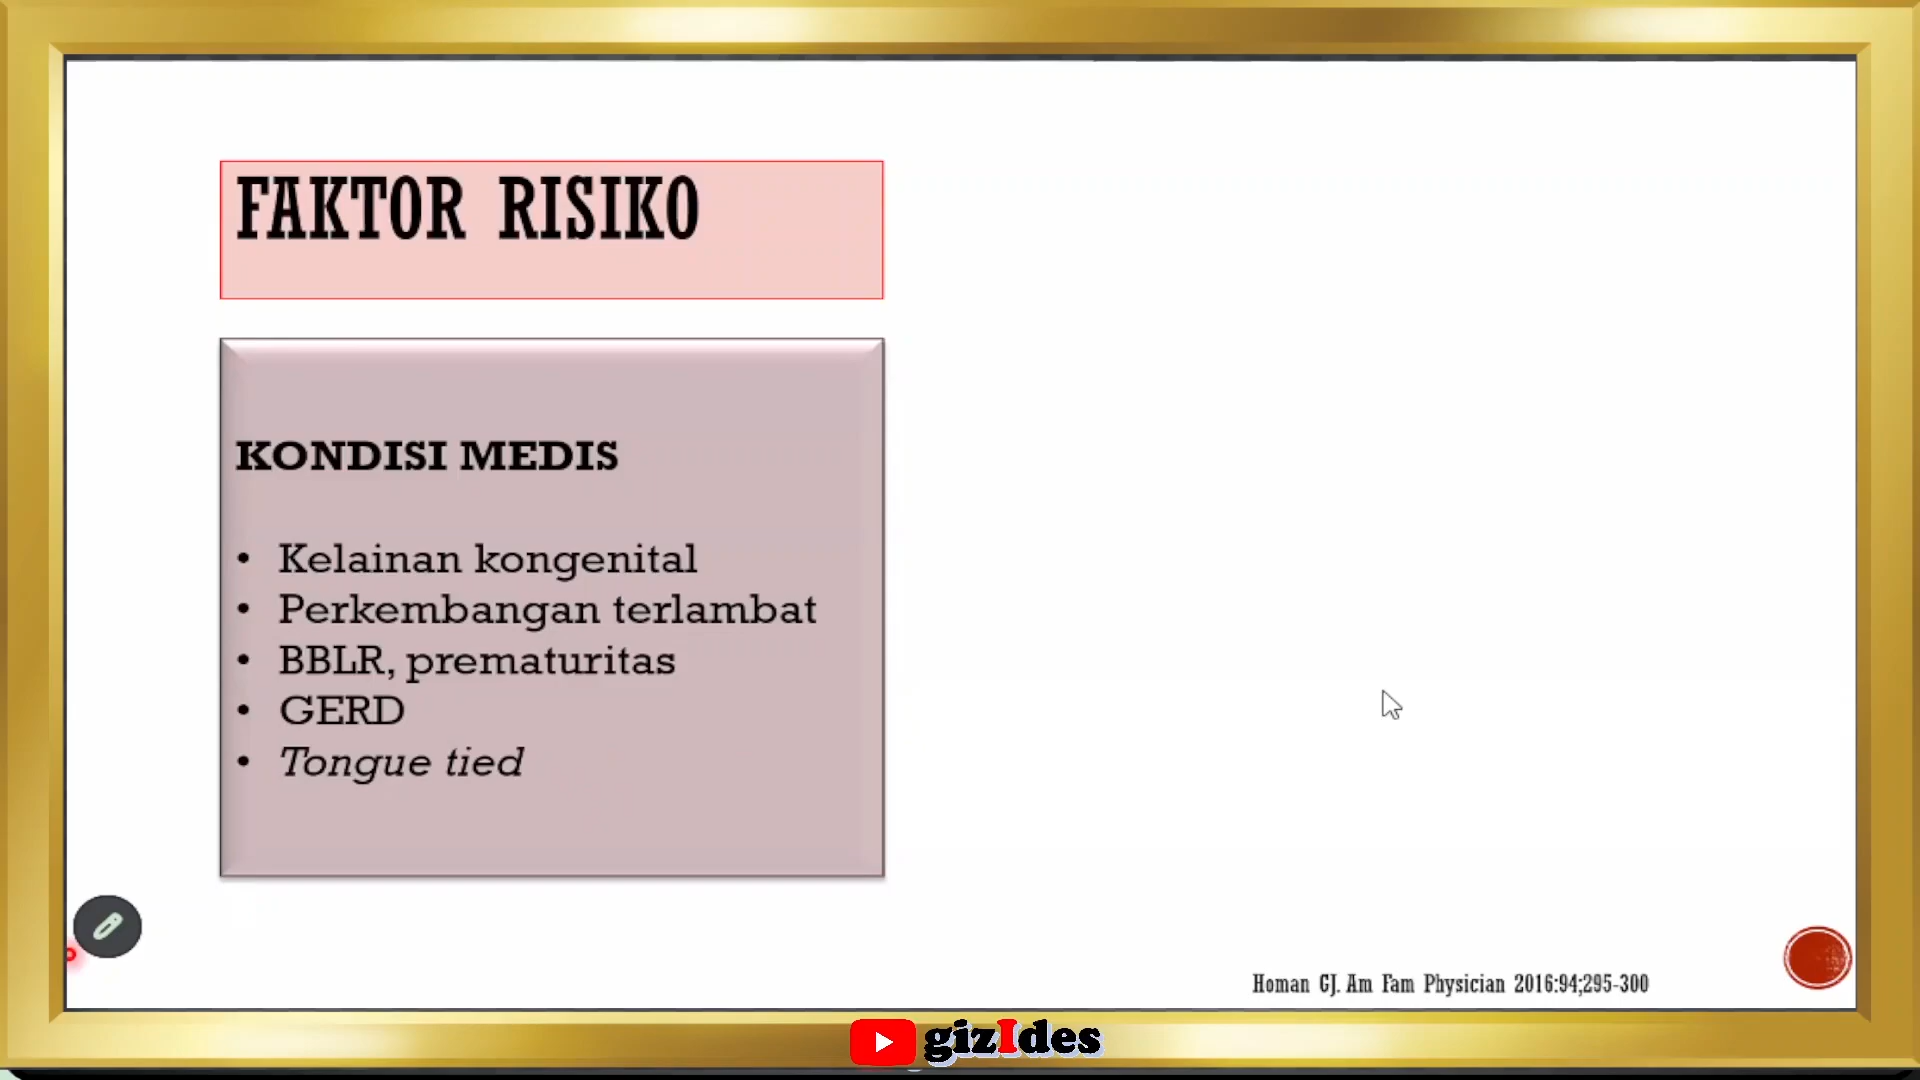 FAKTOR RISIKO
KONDISI MEDIS
• Kelainan kongenital
• Perkembangan terlambat
• BBLR, prematuritas
• GERD
• Tongue tied
Homan GJ. Am Fam Physician 2016:94;295-300
gizIdes